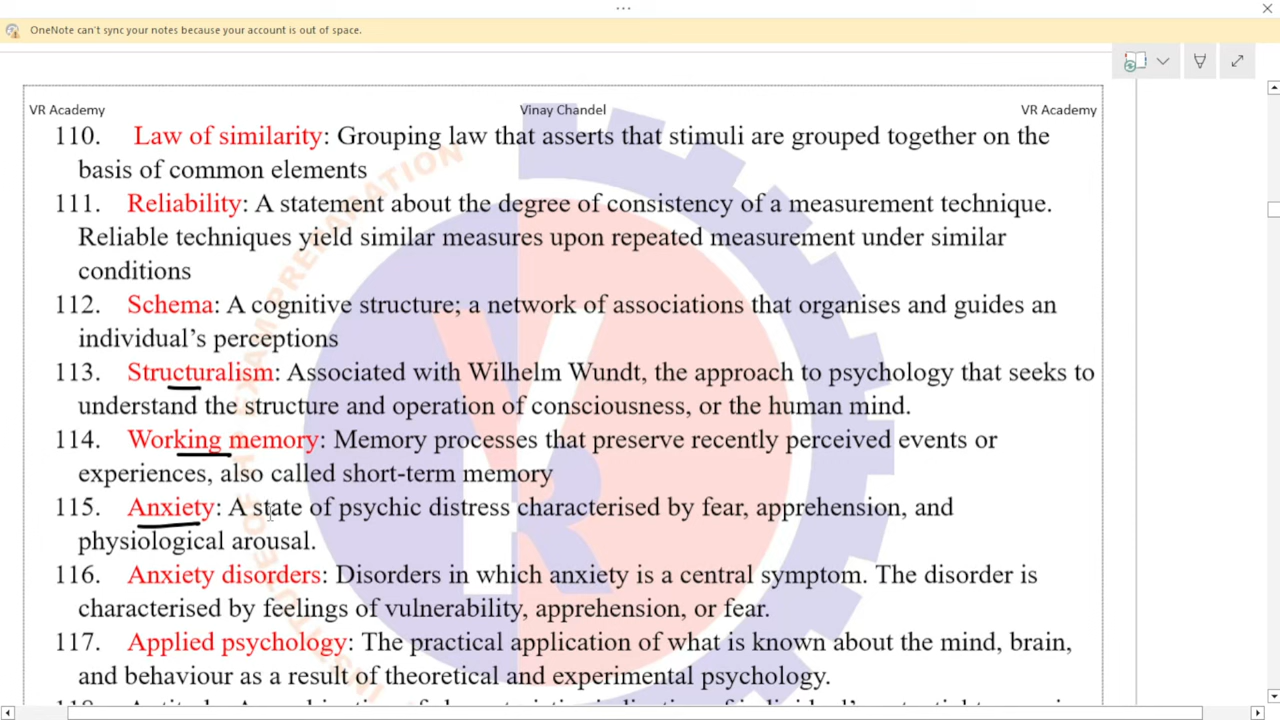 OneNote can't sync your notes because your account is out of space.
VR Academy Vinay Chandel VR Academy
110. Law of similarity: Grouping law that asserts that stimuli are grouped together on the
basis of common elements
111. Reliability: A statement about the degree of consistency of a measurement technique.
Reliable techniques yield similar measures upon repeated measurement under similar
conditions
112. Schema: A cognitive structure; a network of associations that organises and guides an
individual's perceptions
113. Structuralism: Associated with Wilhelm Wundt, the approach to psychology that seeks to
understand the structure and operation of consciousness, or the human mind.
114. Working memory: Memory processes that preserve recently perceived events or
experiences, also called short-term memory
115. Anxiety: A state of psychic distress characterised by fear, apprehension, and
physiological arousal.
116. Anxiety disorders: Disorders in which anxiety is a central symptom. The disorder is
characterised by feelings of vulnerability, apprehension, or fear.
117. Applied psychology: The practical application of what is known about the mind, brain,
and behaviour as a result of theoretical and experimental psychology.
INSTITUTE OF EXAM PREPARATION
VR